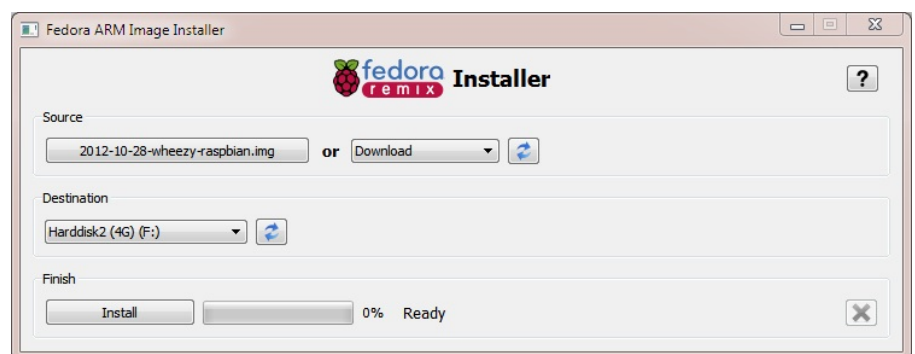 Fedora ARM Image Installer
fedora
remix
Installer
?
Source
2012-10-28-wheezy-raspbian.img or Download
Destination
Harddisk2 (4G) (F:)
Finish
Install 0% Ready